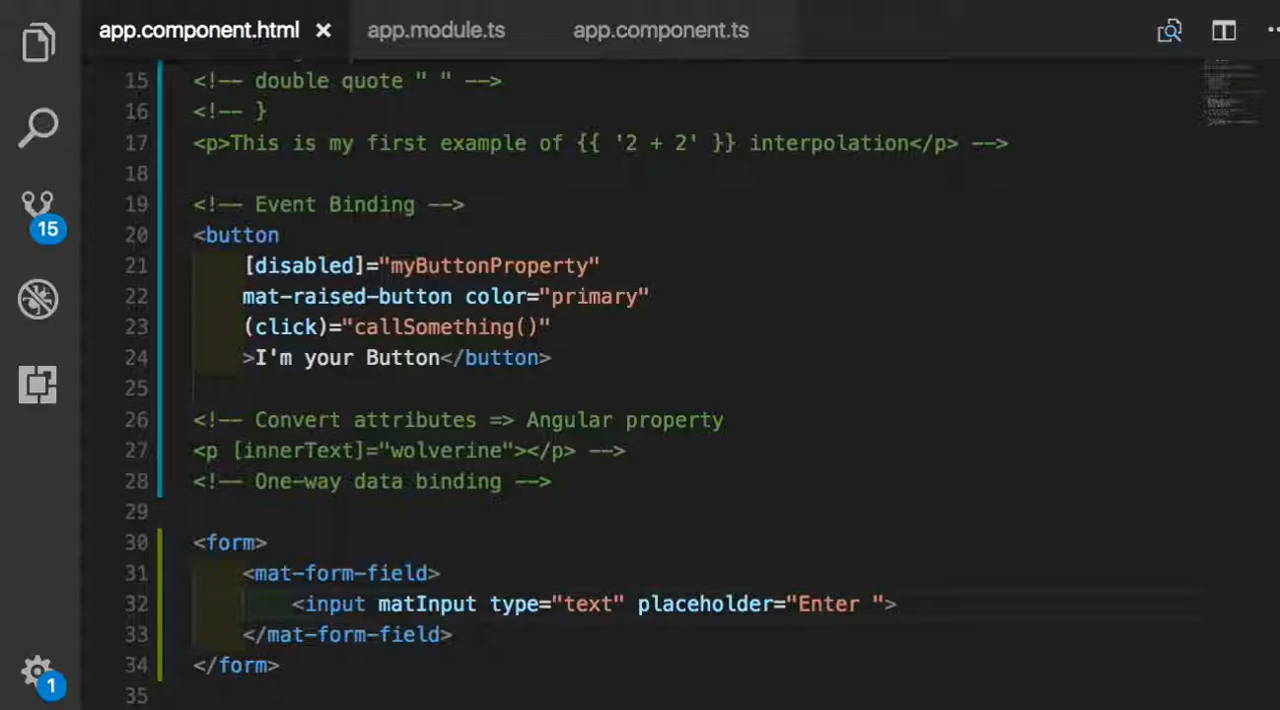 app.component.html × app.module.ts app.component.ts
15 <!-- double quote " " -->
16 <!-- }
17 <p>This is my first example of {{ '2 + 2' }} interpolation</p> -->
18
19 <!-- Event Binding -->
20 <button
21 [disabled]="myButtonProperty"
22 mat-raised-button color="primary"
23 (click)="callSomething()"
24 >I'm your Button</button>
25
26 <!-- Convert attributes => Angular property
27 <p [innerText]="wolverine"></p> -->
28 <!-- One-way data binding -->
29
30 <form>
31 <mat-form-field>
32 <input matInput type="text" placeholder="Enter ">
33 </mat-form-field>
34 </form>
35
15
1